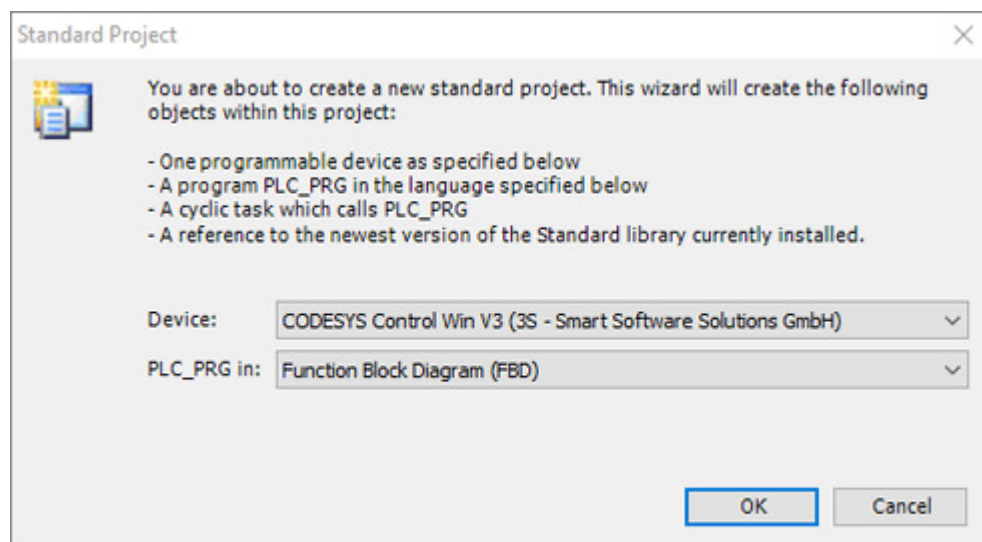 Standard Project
You are about to create a new standard project. This wizard will create the following
objects within this project:
- One programmable device as specified below
- A program PLC_PRG in the language specified below
- A cyclic task which calls PLC_PRG
- A reference to the newest version of the Standard library currently installed.
Device: CODESYS Control Win V3 (3S - Smart Software Solutions GmbH)
PLC_PRG in: Function Block Diagram (FBD)
OK Cancel